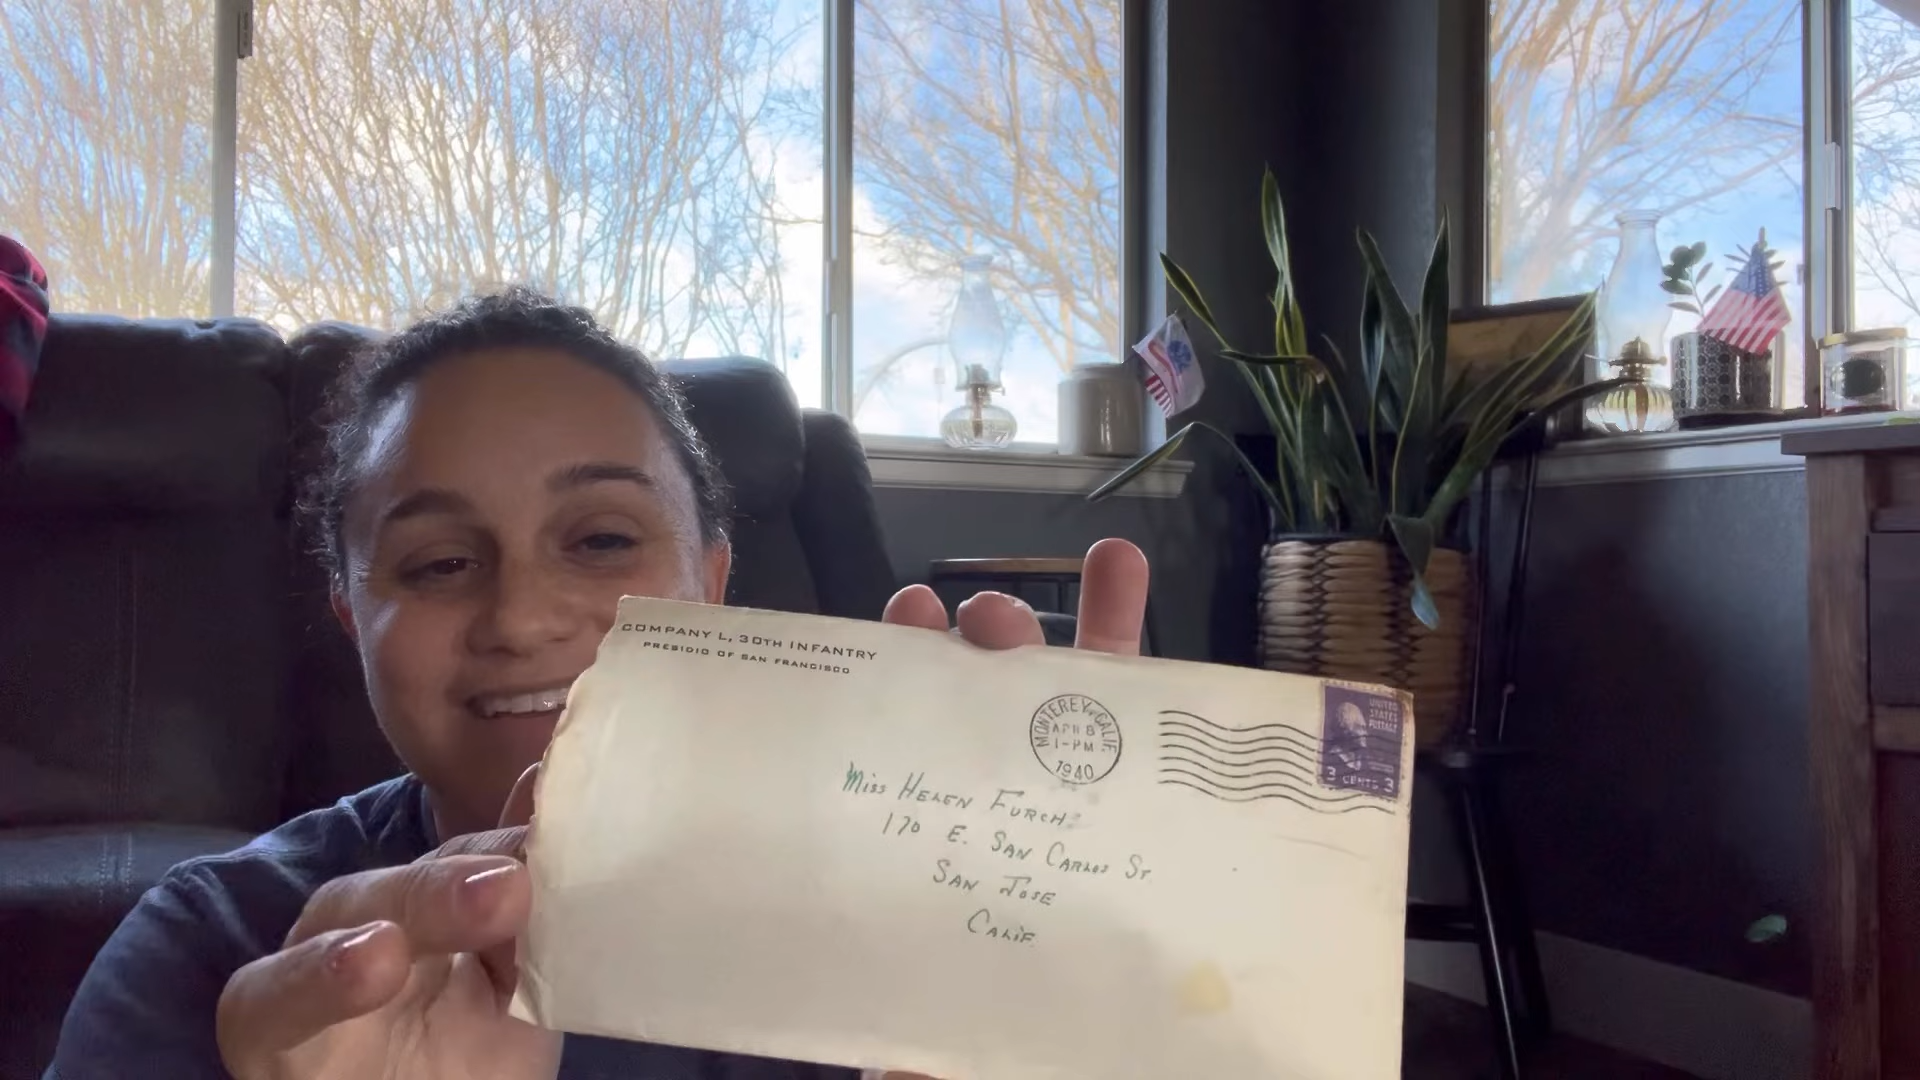 COMPANY L, 30TH INFANTRY
PRESIDIO OF SAN FRANCISCO
MONTEREY, CALIF.
APR 8
1-PM
1940
UNITED
STATES
POSTAGE
3 CENTS 3
Miss HELEN FURCH
170 E. SAN CARLOS ST.
SAN JOSE
CALIF.